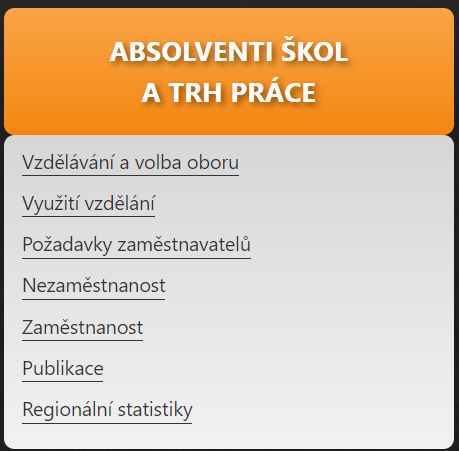 ABSOLVENTI ŠKOL
A TRH PRÁCE
Vzdělávání a volba oboru
Využití vzdělání
Požadavky zaměstnavatelů
Nezaměstnanost
Zaměstnanost
Publikace
Regionální statistiky